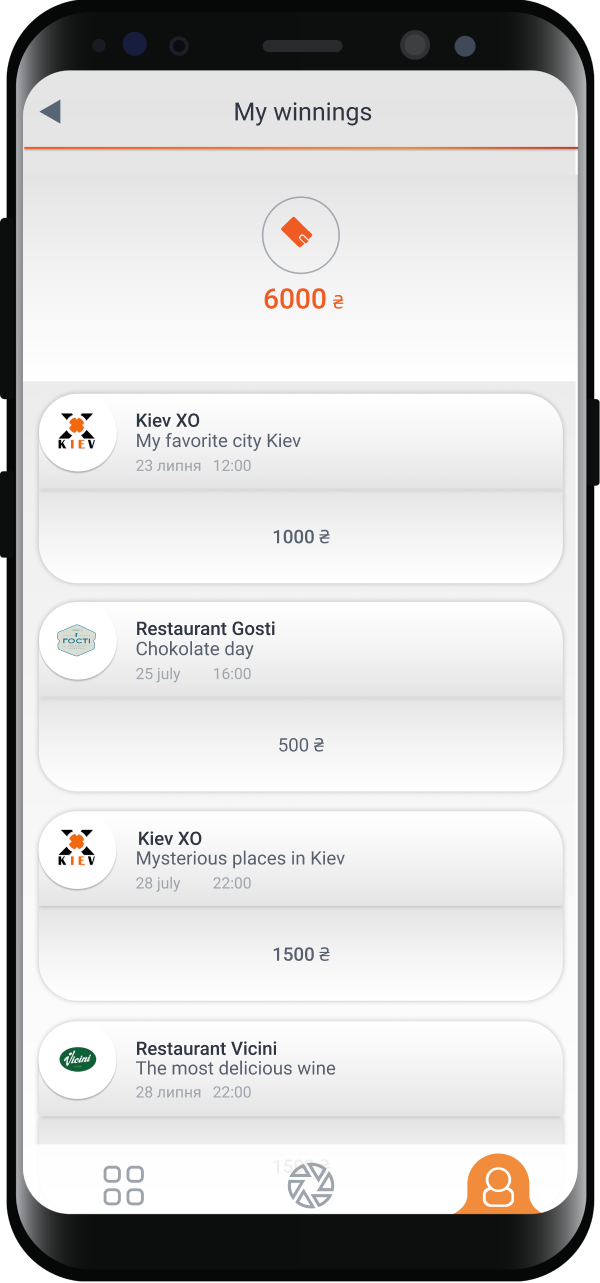 My winnings
6000 ₴
Kiev XO
My favorite city Kiev
23 липня 12:00
KIEV
1000 ₴
Restaurant Gosti
Chokolate day
25 july 16:00
ГОСТІ
500 ₴
Kiev XO
Mysterious places in Kiev
28 july 22:00
KIEV
1500 ₴
Restaurant Vicini
The most delicious wine
28 липня 22:00
Vicini
1500 ₴